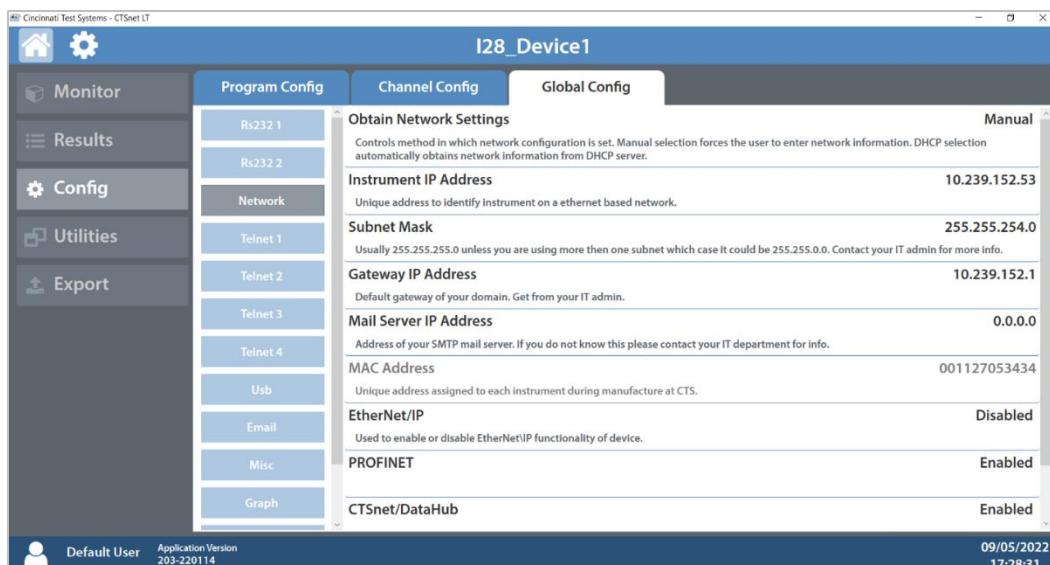 Cincinnati Test Systems - CTSnet LT
I28_Device1
Monitor
Results
Config
Utilities
Export
Program Config
Channel Config
Global Config
Rs232 1
Rs232 2
Network
Telnet 1
Telnet 2
Telnet 3
Telnet 4
Usb
Email
Misc
Graph
Obtain Network Settings Manual
Controls method in which network configuration is set. Manual selection forces the user to enter network information. DHCP selection
automatically obtains network information from DHCP server.
Instrument IP Address 10.239.152.53
Unique address to identify instrument on a ethernet based network.
Subnet Mask 255.255.254.0
Usually 255.255.255.0 unless you are using more then one subnet which case it could be 255.255.0.0. Contact your IT admin for more info.
Gateway IP Address 10.239.152.1
Default gateway of your domain. Get from your IT admin.
Mail Server IP Address 0.0.0.0
Address of your SMTP mail server. If you do not know this please contact your IT department for info.
MAC Address 001127053434
Unique address assigned to each instrument during manufacture at CTS.
EtherNet/IP Disabled
Used to enable or disable EtherNet\IP functionality of device.
PROFINET Enabled
CTSnet/DataHub Enabled
Default User
Application Version
203-220114
09/05/2022
17:28:31